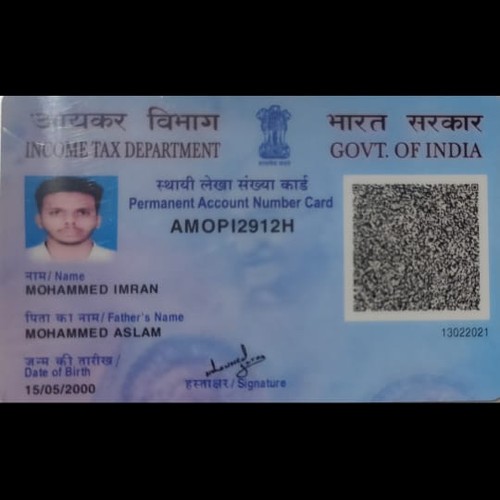 आयकर विभाग
INCOME TAX DEPARTMENT
भारत सरकार
GOVT. OF INDIA
स्थायी लेखा संख्या कार्ड
Permanent Account Number Card
AMOPI2912H
नाम/ Name
MOHAMMED IMRAN
पिता का नाम/ Father's Name
MOHAMMED ASLAM
13022021
जन्म की तारीख/
Date of Birth
15/05/2000
हस्ताक्षर/ Signature